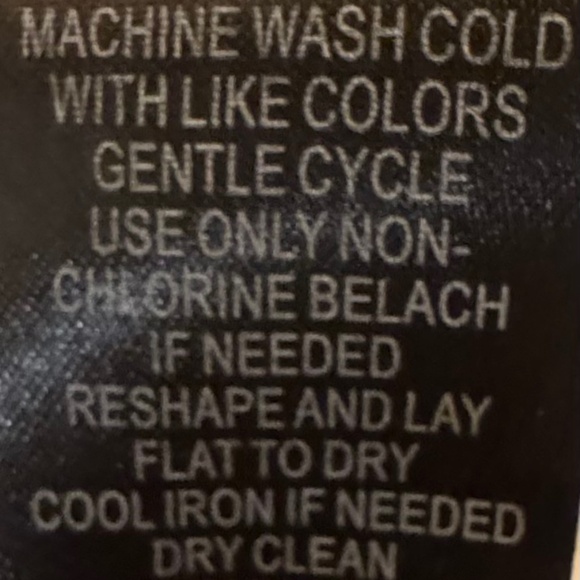 MACHINE WASH COLD
WITH LIKE COLORS
GENTLE CYCLE
USE ONLY NON-
CHLORINE BELACH
IF NEEDED
RESHAPE AND LAY
FLAT TO DRY
COOL IRON IF NEEDED
DRY CLEAN